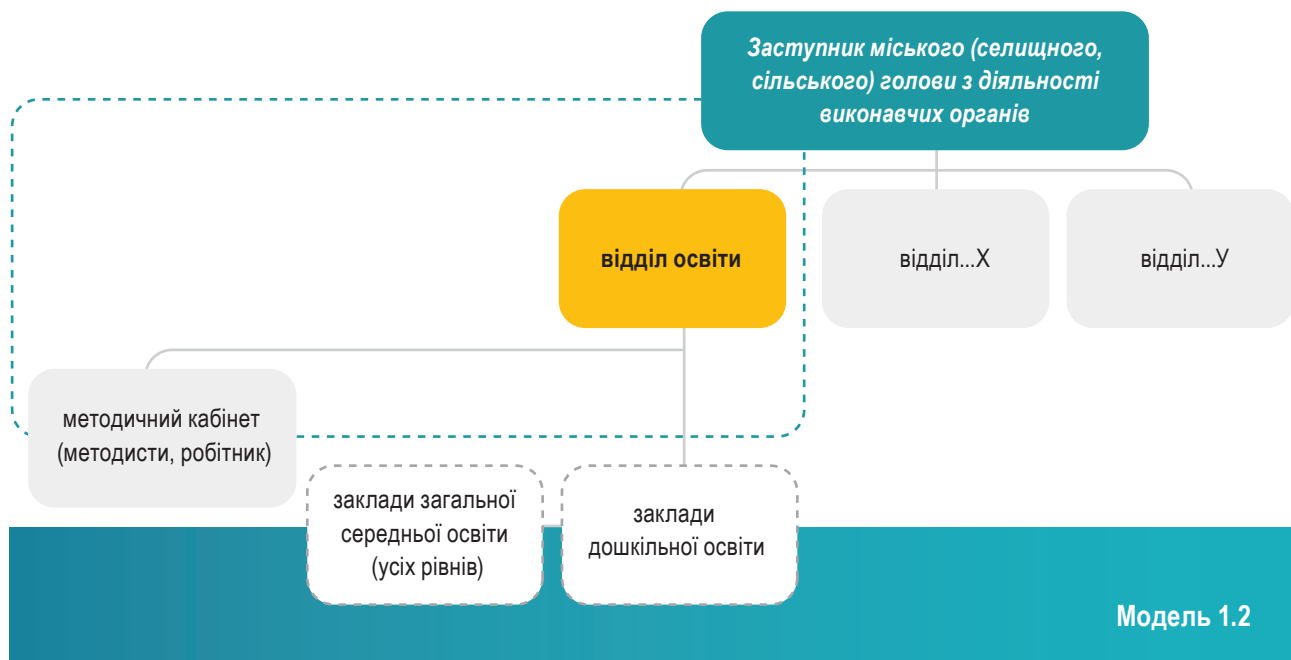 Заступник міського (селищного,
сільського) голови з діяльності
виконавчих органів
відділ освіти
відділ...Х
відділ...У
методичний кабінет
(методисти, робітник)
заклади загальної
середньої освіти
(усіх рівнів)
заклади
дошкільної освіти
Модель 1.2